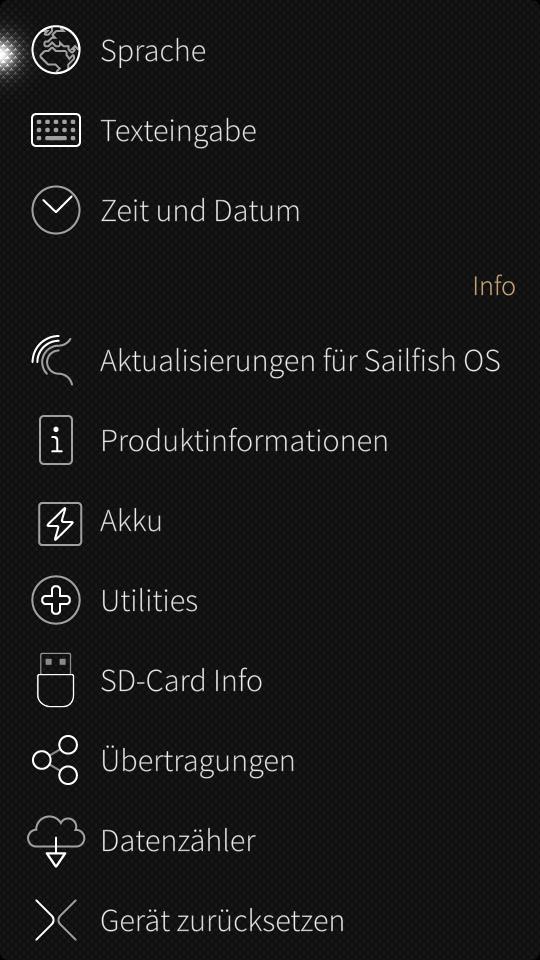 Sprache
Texteingabe
Zeit und Datum
Info
Aktualisierungen für Sailfish OS
Produktinformationen
Akku
Utilities
SD-Card Info
Übertragungen
Datenzähler
Gerät zurücksetzen